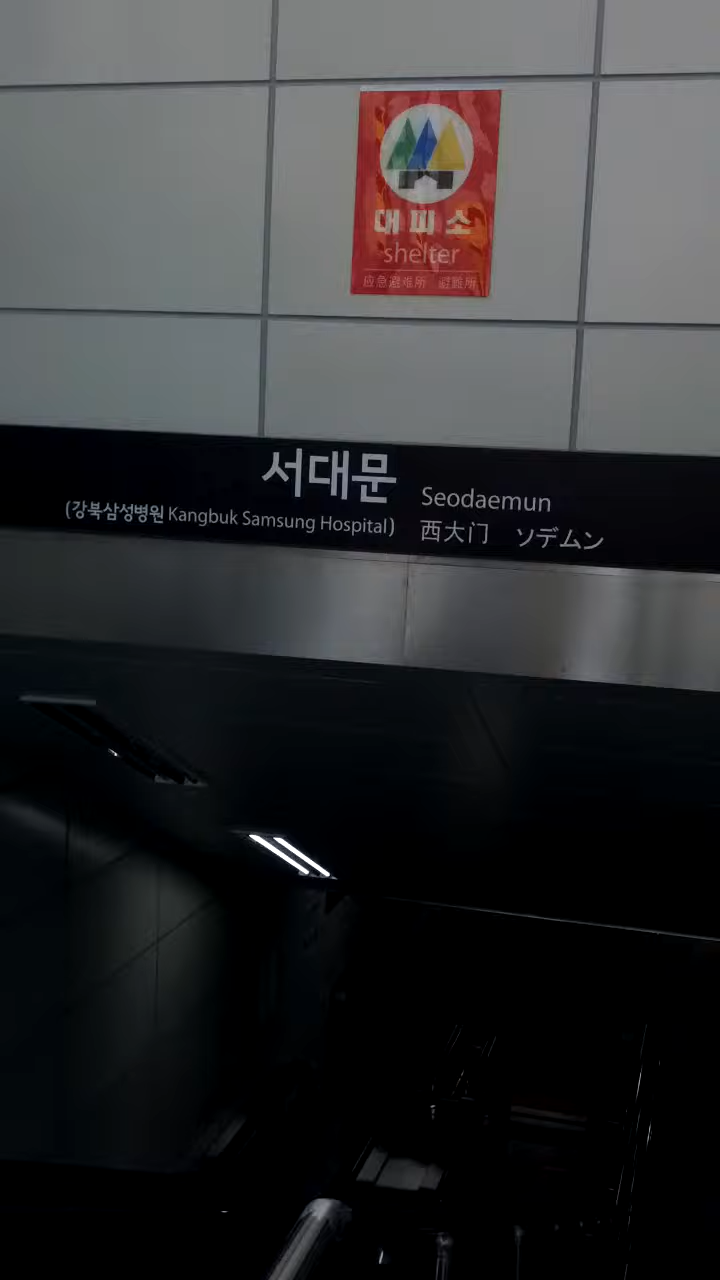 대피소
shelter
应急避难所 避難所
서대문 Seodaemun
(강북삼성병원 Kangbuk Samsung Hospital) 西大门 ソデムン